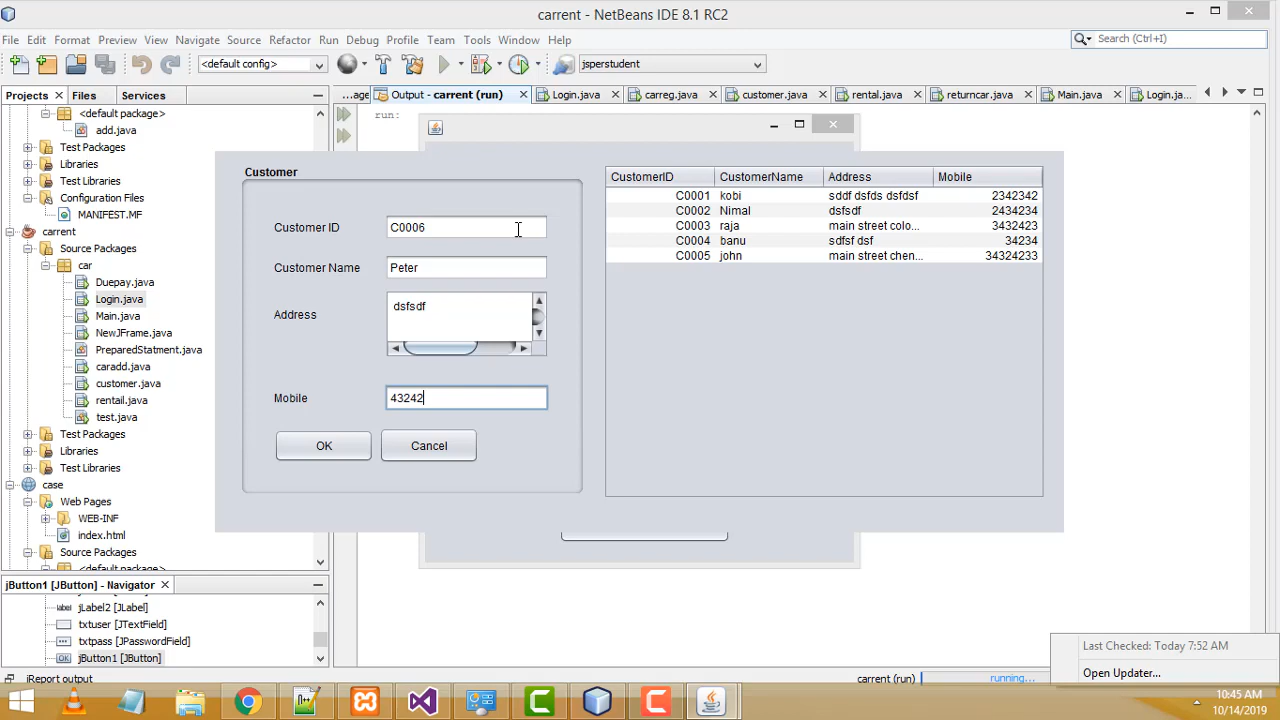 carrent - NetBeans IDE 8.1 RC2
File Edit Format Preview View Navigate Source Refactor Run Debug Profile Team Tools Window Help
Search (Ctrl+I)
<default config>
jsperstudent
Projects Files Services
...age Output - carrent (run) Login.java carreg.java customer.java rental.java returncar.java Main.java Login.ja...
<default package>
add.java
Test Packages
Libraries
Test Libraries
Configuration Files
MANIFEST.MF
carrent
Source Packages
car
Duepay.java
Login.java
Main.java
NewJFrame.java
PreparedStatment.java
caradd.java
customer.java
rentail.java
test.java
Test Packages
Libraries
Test Libraries
case
Web Pages
WEB-INF
index.html
Source Packages
<default package>
run:
Customer
Customer ID C0006
Customer Name Peter
Address dsfsdf
Mobile 43242
OK Cancel
CustomerID CustomerName Address Mobile
C0001 kobi sddf dsfds dsfdsf 2342342
C0002 Nimal dsfsdf 2434234
C0003 raja main street colo... 3432423
C0004 banu sdfsf dsf 34234
C0005 john main street chen... 34324233
jButton1 [JButton] - Navigator
jLabel2 [JLabel]
txtuser [JTextField]
txtpass [JPasswordField]
jButton1 [JButton]
iReport output
carrent (run) running...
Last Checked: Today 7:52 AM
Open Updater...
10:45 AM
10/14/2019